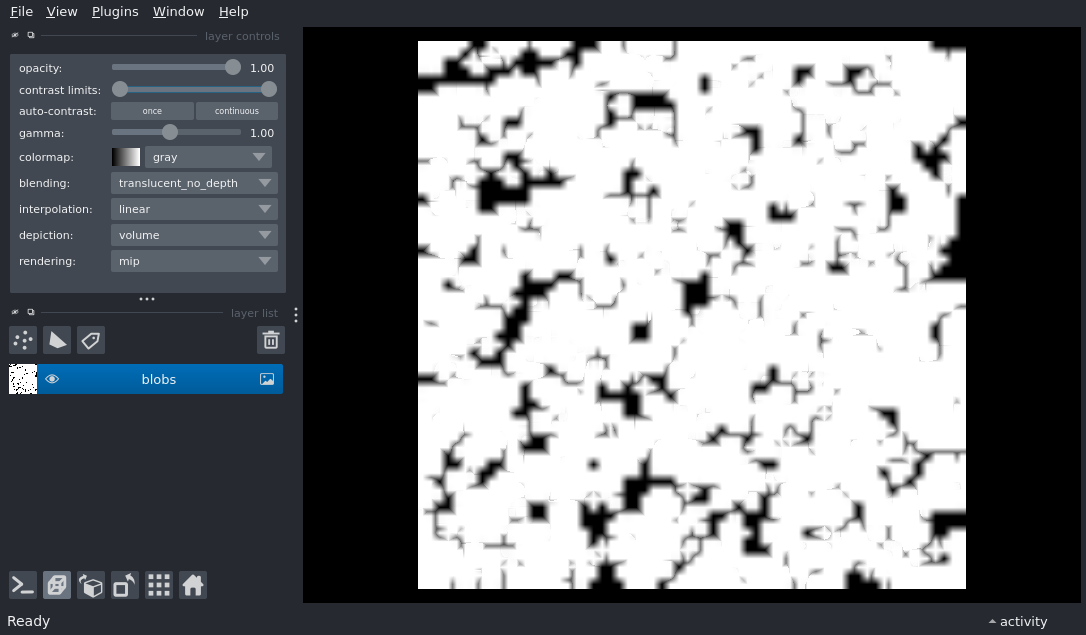 File View Plugins Window Help
layer controls
opacity: 1.00
contrast limits:
auto-contrast: once continuous
gamma: 1.00
colormap: gray
blending: translucent_no_depth
interpolation: linear
depiction: volume
rendering: mip
layer list
blobs
Ready activity